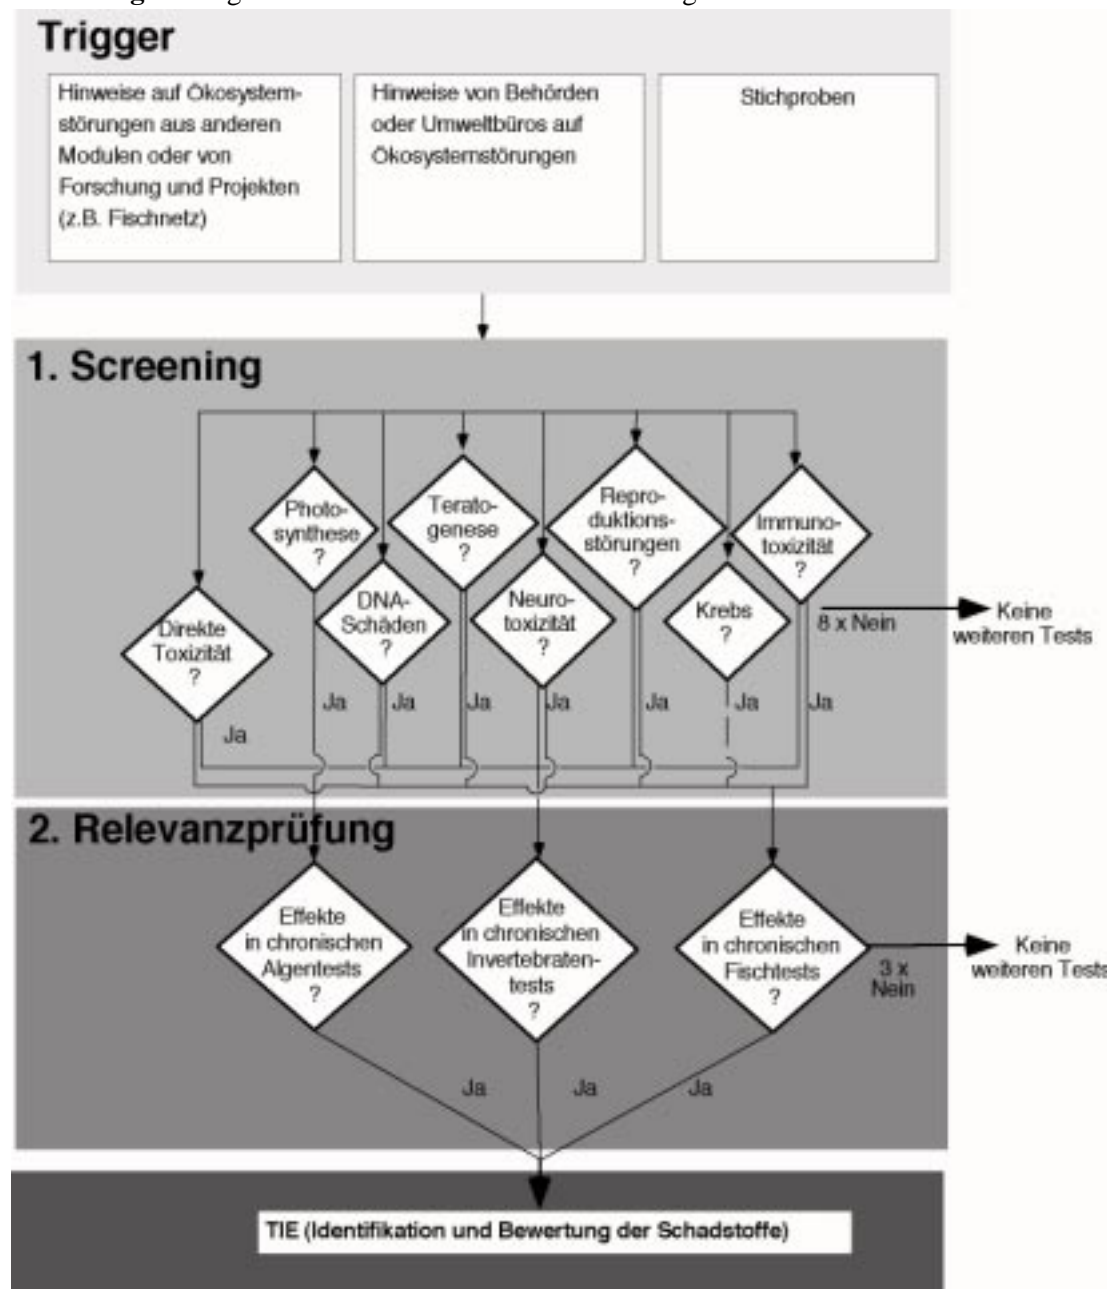 Trigger
Hinweise auf Ökosystem-
störungen aus anderen
Modulen oder von
Forschung und Projekten
(z.B. Fischnetz)
Hinweise von Behörden
oder Umweltbüros auf
Ökosystemstörungen
Stichproben
1. Screening
Photo-
synthese
?
Terato-
genese
?
Repro-
duktions-
störungen
?
Immuno-
toxizität
?
Direkte
Toxizität
?
DNA-
Schäden
?
Neuro-
toxizität
?
Krebs
?
8 x Nein
Keine
weiteren Tests
Ja
Ja
Ja
Ja
Ja
Ja
Ja
Ja
2. Relevanzprüfung
Effekte
in chronischen
Algentests
?
Effekte
in chronischen
Invertebraten-
tests
?
Effekte
in chronischen
Fischtests
?
3 x
Nein
Keine
weiteren Tests
Ja
Ja
Ja
TIE (Identifikation und Bewertung der Schadstoffe)